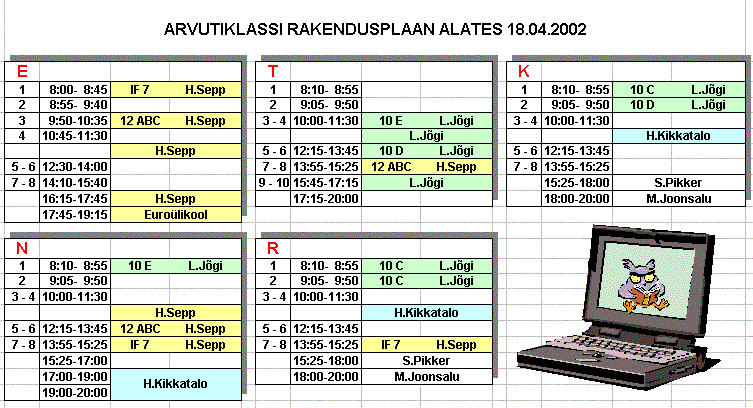 ARVUTIKLASSI RAKENDUSPLAAN ALATES 18.04.2002
E
1 8:00- 8:45 IF 7 H.Sepp
2 8:55- 9:40
3 9:50-10:35 12 ABC H.Sepp
4 10:45-11:30
H.Sepp
5 - 6 12:30-14:00
7 - 8 14:10-15:40
16:15-17:45 H.Sepp
17:45-19:15 Euroülikool
T
1 8:10- 8:55
2 9:05- 9:50
3 - 4 10:00-11:30 10 E L.Jõgi
L.Jõgi
5 - 6 12:15-13:45 10 D L.Jõgi
7 - 8 13:55-15:25 12 ABC H.Sepp
9 - 10 15:45-17:15 L.Jõgi
17:15-20:00
K
1 8:10- 8:55 10 C L.Jõgi
2 9:05- 9:50 10 D L.Jõgi
3 - 4 10:00-11:30
H.Kikkatalo
5 - 6 12:15-13:45
7 - 8 13:55-15:25
15:25-18:00 S.Pikker
18:00-20:00 M.Joonsalu
N
1 8:10- 8:55 10 E L.Jõgi
2 9:05- 9:50
3 - 4 10:00-11:30
H.Sepp
5 - 6 12:15-13:45 12 ABC H.Sepp
7 - 8 13:55-15:25 IF 7 H.Sepp
15:25-17:00
17:00-19:00 H.Kikkatalo
19:00-20:00
R
1 8:10- 8:55 10 C L.Jõgi
2 9:05- 9:50 10 C L.Jõgi
3 - 4 10:00-11:30
H.Kikkatalo
5 - 6 12:15-13:45
7 - 8 13:55-15:25 IF 7 H.Sepp
15:25-18:00 S.Pikker
18:00-20:00 M.Joonsalu